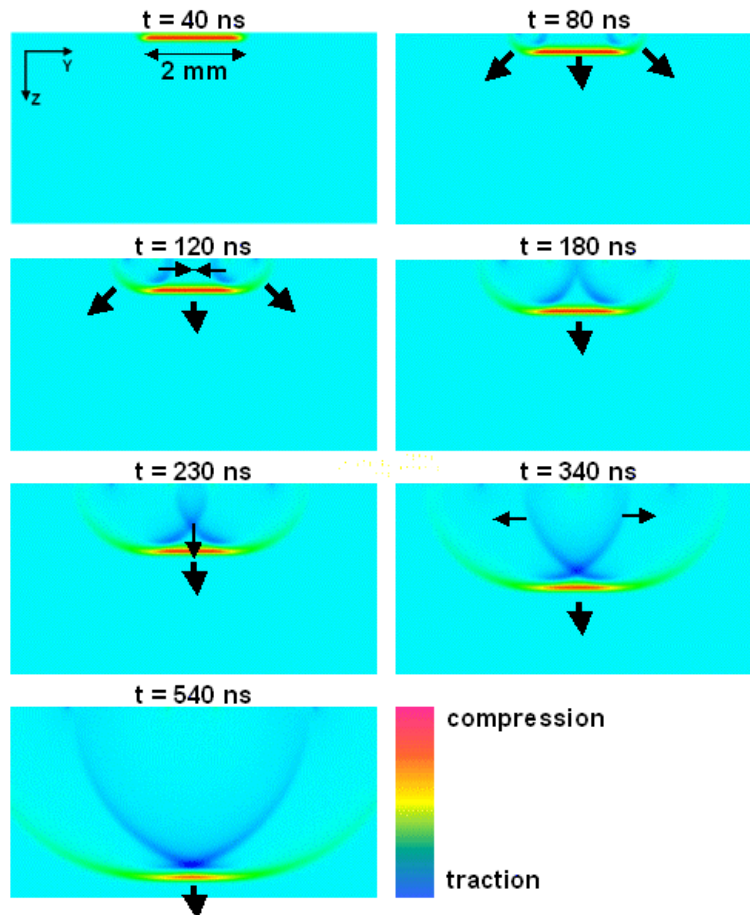 t = 40 ns
Y
Z
2 mm
t = 80 ns
t = 120 ns
t = 180 ns
t = 230 ns
t = 340 ns
t = 540 ns
compression
traction